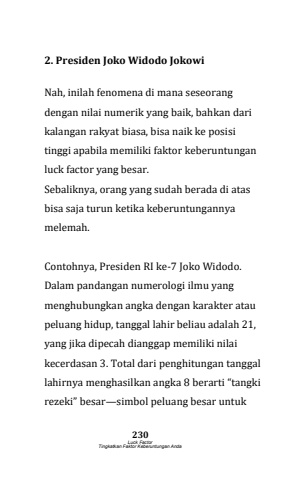 2. Presiden Joko Widodo Jokowi
Nah, inilah fenomena di mana seseorang
dengan nilai numerik yang baik, bahkan dari
kalangan rakyat biasa, bisa naik ke posisi
tinggi apabila memiliki faktor keberuntungan
luck factor yang besar.
Sebaliknya, orang yang sudah berada di atas
bisa saja turun ketika keberuntungannya
melemah.
Contohnya, Presiden RI ke-7 Joko Widodo.
Dalam pandangan numerologi ilmu yang
menghubungkan angka dengan karakter atau
peluang hidup, tanggal lahir beliau adalah 21,
yang jika dipecah dianggap memiliki nilai
kecerdasan 3. Total dari penghitungan tanggal
lahirnya menghasilkan angka 8 berarti “tangki
rezeki” besar—simbol peluang besar untuk
230
Luck Factor
Tingkatkan Faktor Keberuntungan Anda